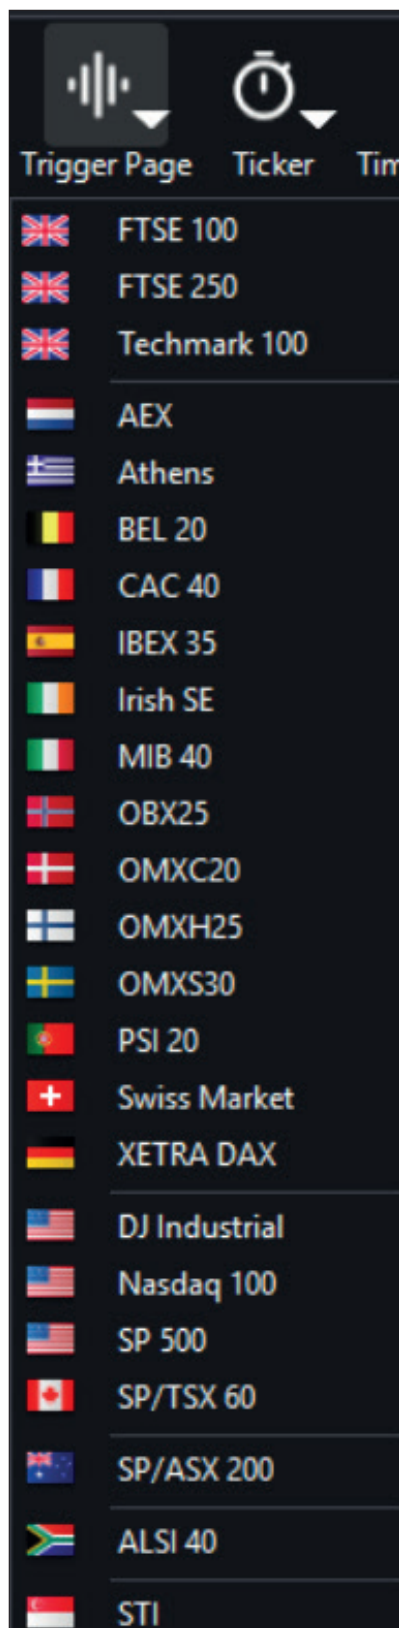 Trigger Page Ticker Tim
FTSE 100
FTSE 250
Techmark 100
AEX
Athens
BEL 20
CAC 40
IBEX 35
Irish SE
MIB 40
OBX25
OMXC20
OMXH25
OMXS30
PSI 20
Swiss Market
XETRA DAX
DJ Industrial
Nasdaq 100
SP 500
SP/TSX 60
SP/ASX 200
ALSI 40
STI